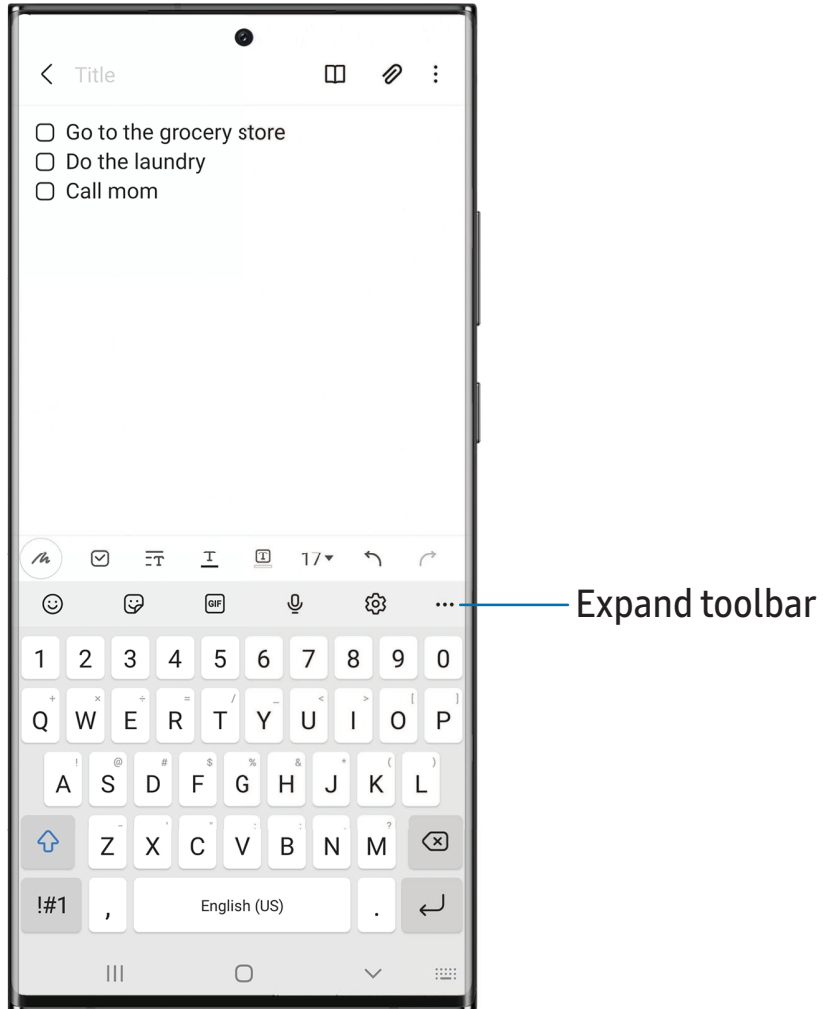 Title
Go to the grocery store
Do the laundry
Call mom
T T T 17
GIF
Expand toolbar
1 2 3 4 5 6 7 8 9 0
+ × ÷ = / _ < > [ ]
Q W E R T Y U I O P
! @ # $ % & * ( )
A S D F G H J K L
- ' " : ; , ?
Z X C V B N M
!#1 , English (US) .